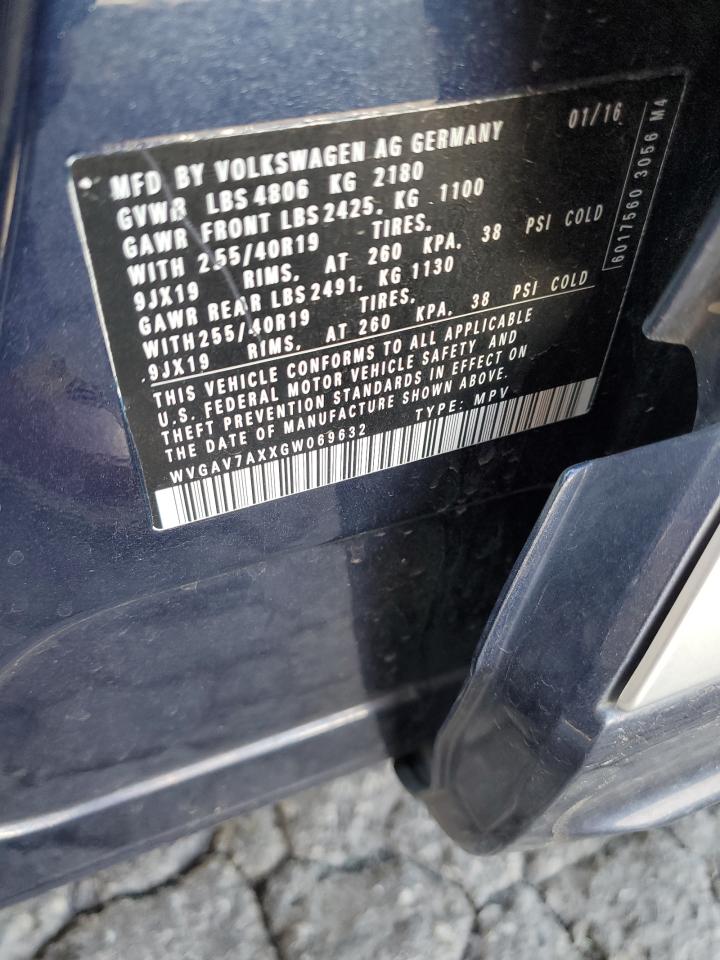 MFD BY VOLKSWAGEN AG GERMANY 01/16
GVWR LBS 4806 KG 2180
GAWR FRONT LBS 2425. KG 1100
WITH 255/40R19 TIRES.
9JX19 RIMS. AT 260 KPA. 38 PSI COLD
GAWR REAR LBS 2491. KG 1130
WITH 255/40R19 TIRES.
9JX19 RIMS. AT 260 KPA. 38 PSI COLD
THIS VEHICLE CONFORMS TO ALL APPLICABLE
U.S. FEDERAL MOTOR VEHICLE SAFETY AND
THEFT PREVENTION STANDARDS IN EFFECT ON
THE DATE OF MANUFACTURE SHOWN ABOVE.
WVGAV7AXXGW069632 TYPE: MPV
6017560 3056 M4